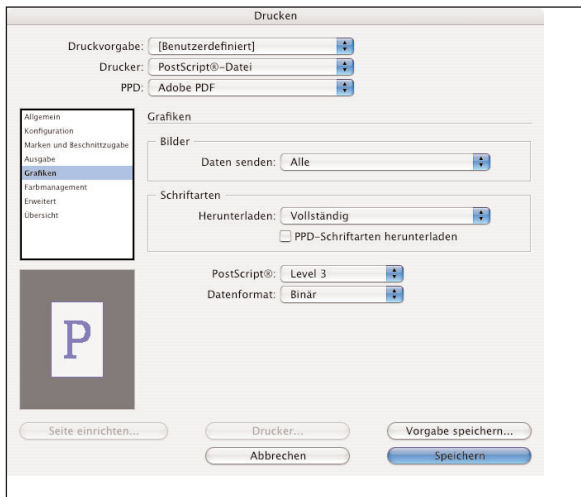 Drucken
Druckvorgabe: [Benutzerdefiniert]
Drucker: PostScript®-Datei
PPD: Adobe PDF
Allgemein
Konfiguration
Marken und Beschnittzugabe
Ausgabe
Grafiken
Farbmanagement
Erweitert
Übersicht
Grafiken
Bilder
Daten senden: Alle
Schriftarten
Herunterladen: Vollständig
PPD-Schriftarten herunterladen
PostScript®: Level 3
Datenformat: Binär
P
Seite einrichten...
Drucker...
Vorgabe speichern...
Abbrechen
Speichern